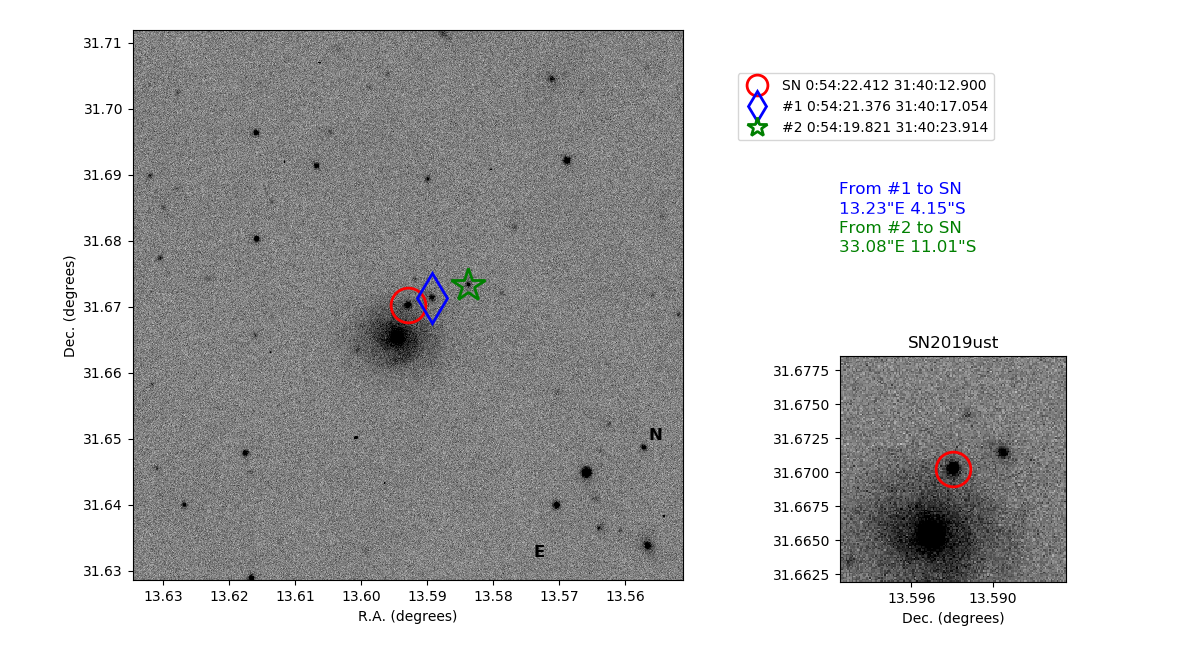 31.71
31.70
31.69
31.68
31.67
31.66
31.65
31.64
31.63
Dec. (degrees)
13.63 13.62 13.61 13.60 13.59 13.58 13.57 13.56
R.A. (degrees)
N
E
SN 0:54:22.412 31:40:12.900
#1 0:54:21.376 31:40:17.054
#2 0:54:19.821 31:40:23.914
From #1 to SN
13.23"E 4.15"S
From #2 to SN
33.08"E 11.01"S
SN2019ust
31.6775
31.6750
31.6725
31.6700
31.6675
31.6650
31.6625
13.596 13.590
Dec. (degrees)